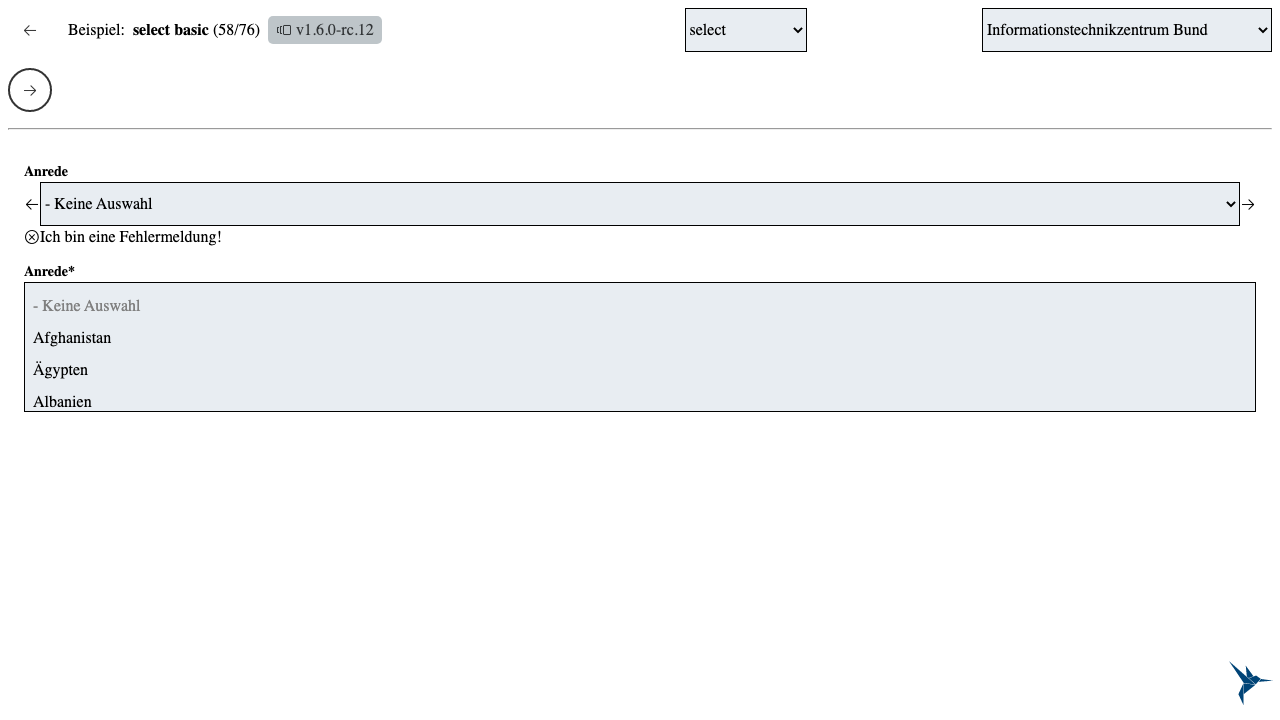 Beispiel: select basic (58/76) v1.6.0-rc.12 select Informationstechnikzentrum Bund
Anrede
- Keine Auswahl
Ich bin eine Fehlermeldung!
Anrede*
- Keine Auswahl
Afghanistan
Ägypten
Albanien